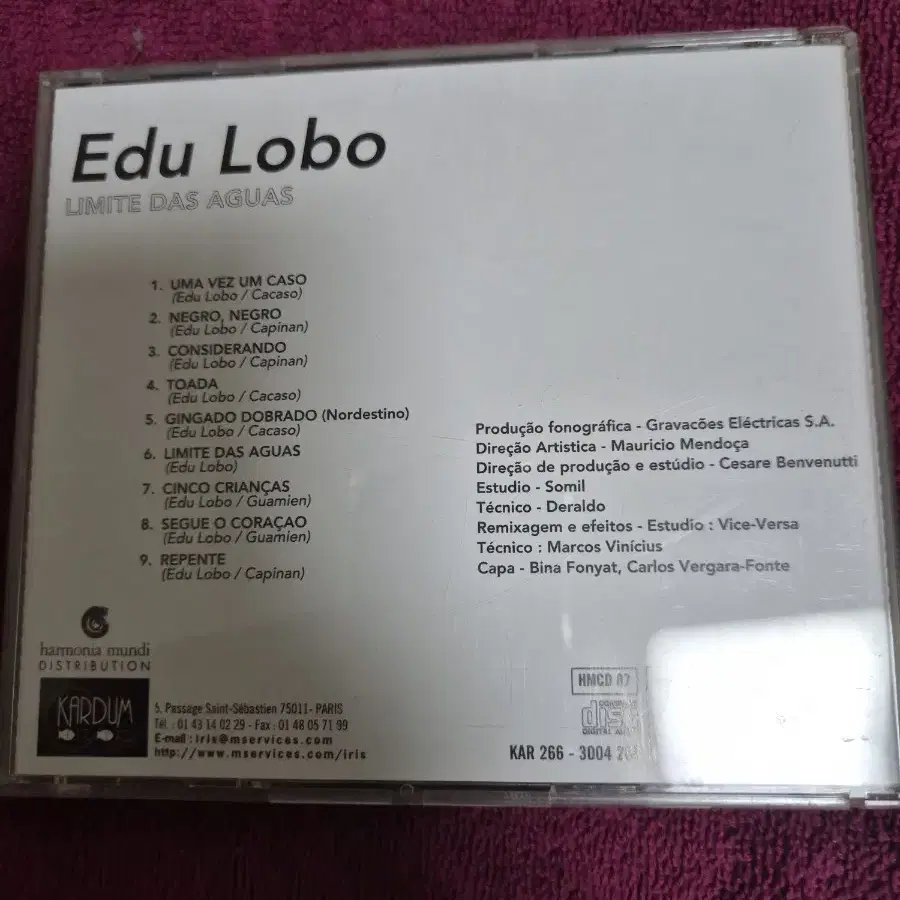 Edu Lobo
LIMITE DAS AGUAS
1. UMA VEZ UM CASO
(Edu Lobo / Cacaso)
2. NEGRO, NEGRO
(Edu Lobo / Capinan)
3. CONSIDERANDO
(Edu Lobo / Capinan)
4. TOADA
(Edu Lobo / Cacaso)
5. GINGADO DOBRADO (Nordestino)
(Edu Lobo / Cacaso)
6. LIMITE DAS AGUAS
(Edu Lobo)
7. CINCO CRIANÇAS
(Edu Lobo / Guamien)
8. SEGUE O CORAÇAO
(Edu Lobo / Guamien)
9. REPENTE
(Edu Lobo / Capinan)
Produção fonográfica - Gravacões Eléctricas S.A.
Direção Artistica - Mauricio Mendoça
Direção de produção e estúdio - Cesare Benvenutti
Estudio - Somil
Técnico - Deraldo
Remixagem e efeitos - Estudio : Vice-Versa
Técnico : Marcos Vinícius
Capa - Bina Fonyat, Carlos Vergara-Fonte
harmonia mundi
DISTRIBUTION
KARDUM
5. Passage Saint-Sébastien 75011- PARIS
Tél : 01 43 14 02 29 - Fax : 01 48 05 71 99
E-mail : iris@mservices.com
http://www.mservices.com/iris
HMCD 87
COMPACT
disc
DIGITAL AUDIO
KAR 266 - 3004